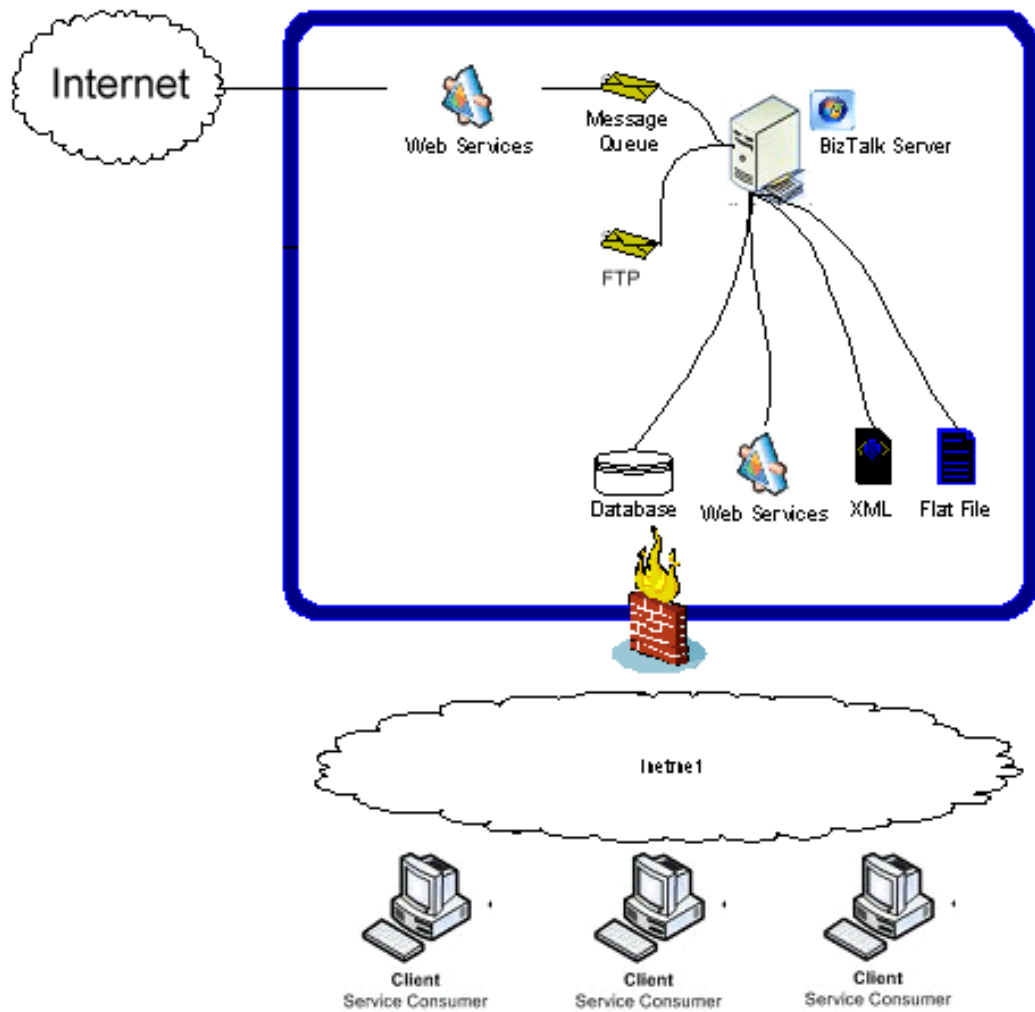 Internet
Web Services
Message
Queue
BizTalk Server
FTP
Database
Web Services
XML
Flat File
Inetrnet
Client
Service Consumer
Client
Service Consumer
Client
Service Consumer